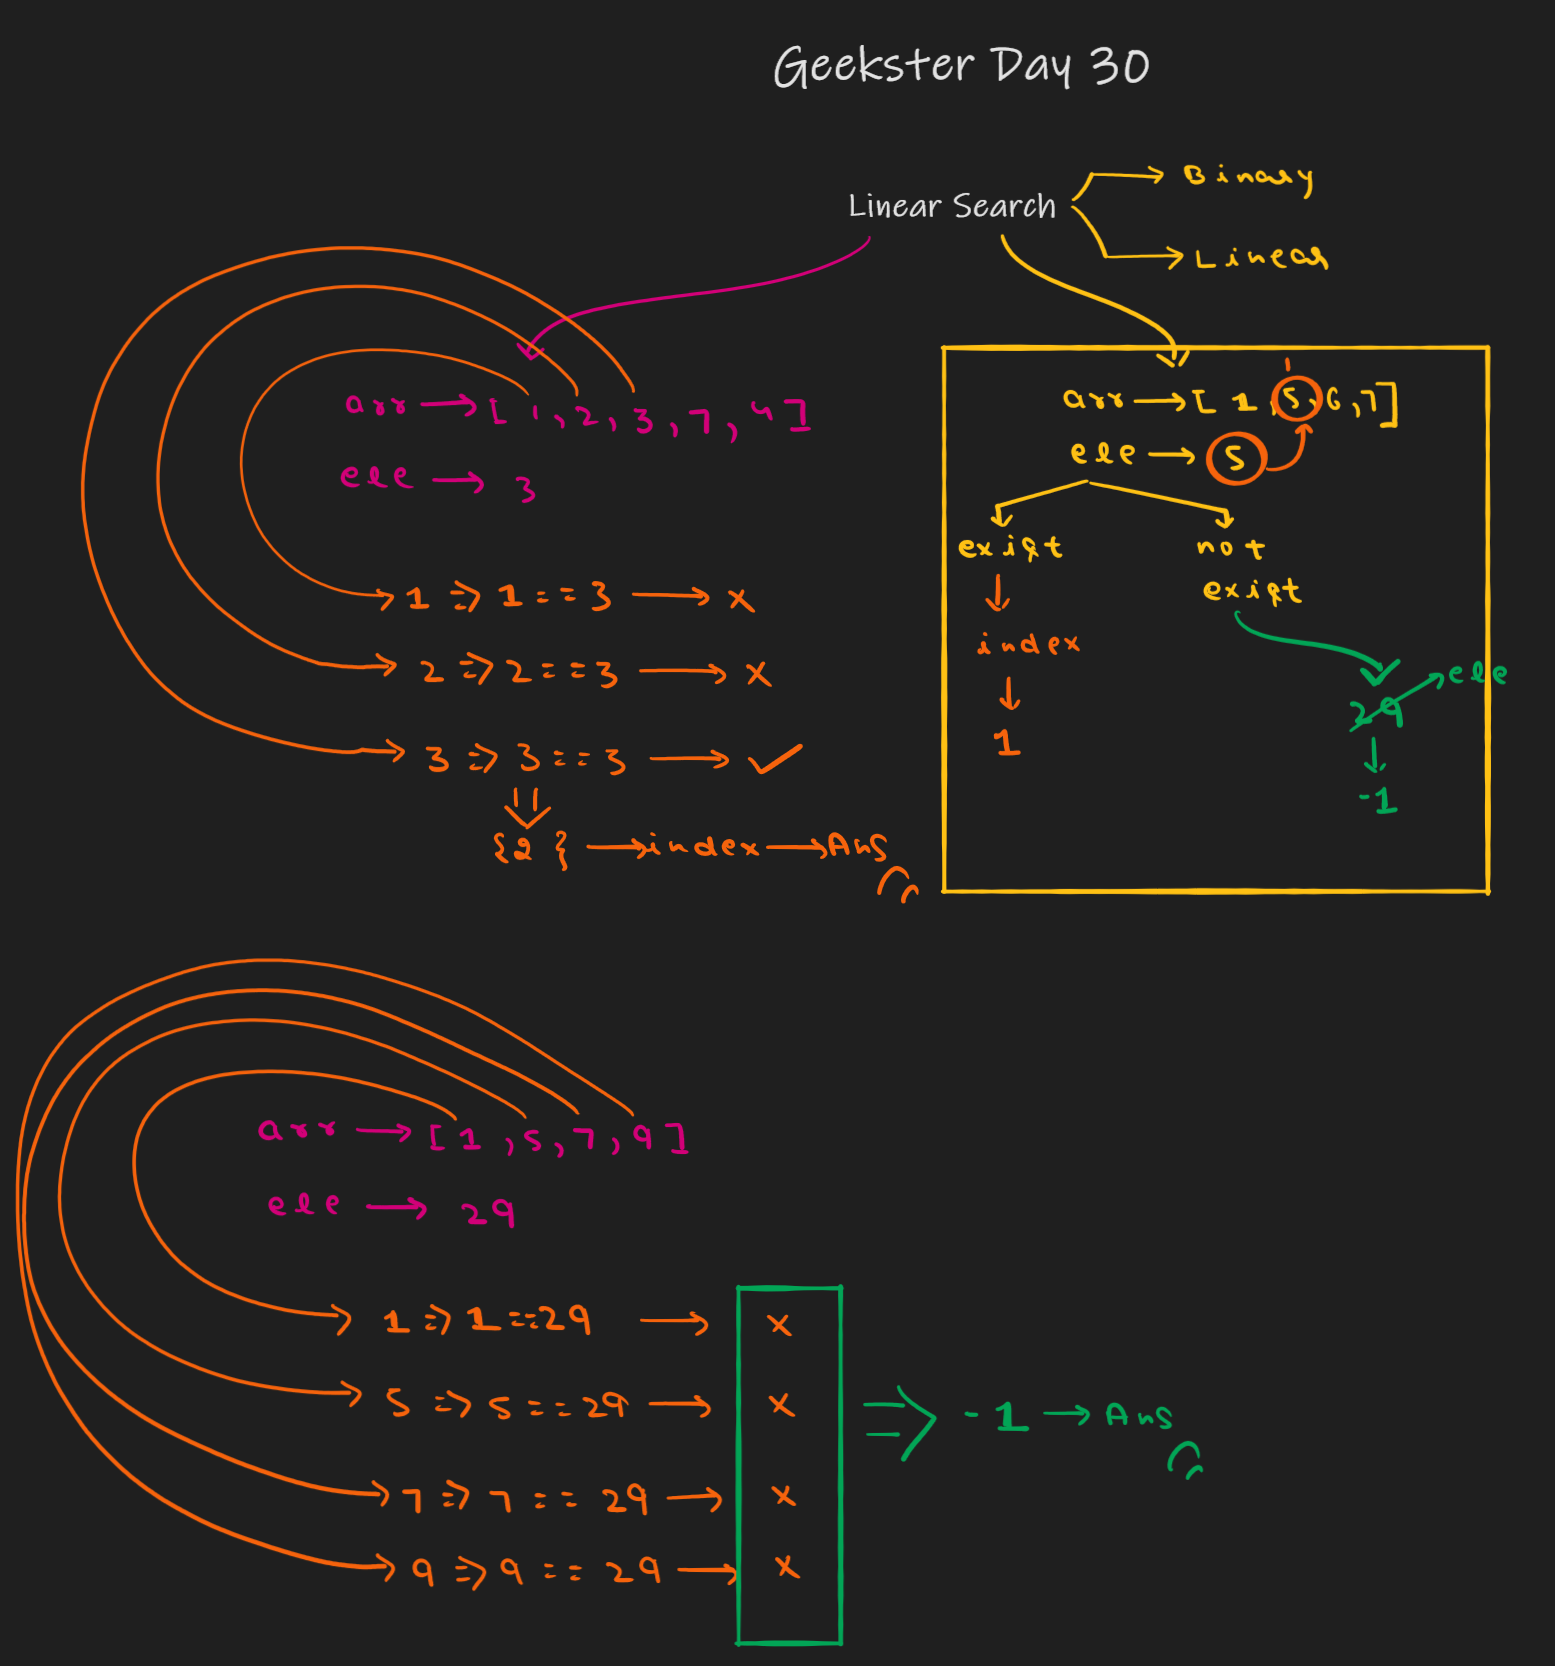 Geekster Day 30
Linear Search
Binary
Linear
arr → [ 1, 2, 3, 7, 4 ]
ele → 3
1 => 1 == 3 → x
2 => 2 == 3 → x
3 => 3 == 3 → ✓
{2} → index → Ans
1
arr → [ 1, 5, 6, 7 ]
ele → 5
exist
not
exist
index
1
29 → ele
-1
arr → [ 1, 5, 7, 9 ]
ele → 29
1 => 1 == 29 → x
5 => 5 == 29 → x
7 => 7 == 29 → x
9 => 9 == 29 → x
=> -1 → Ans